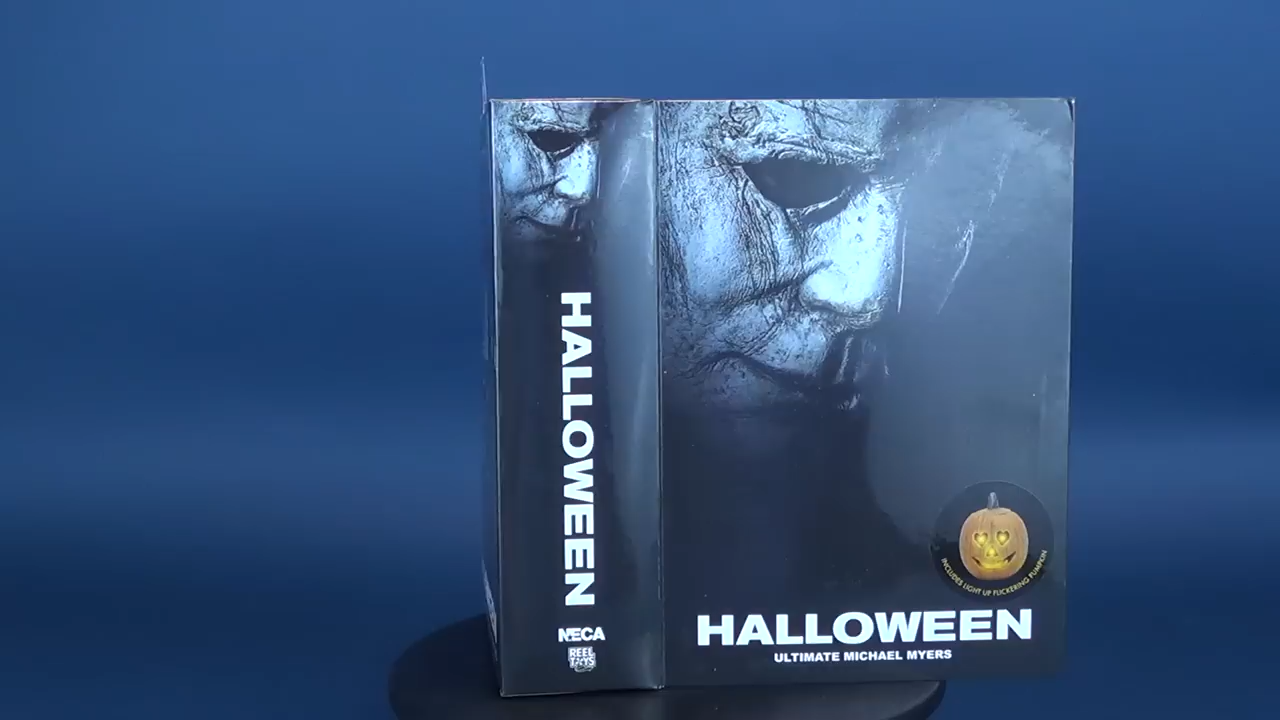 HALLOWEEN
NECA
REEL
TOYS
INCLUDES LIGHT UP FLICKERING PUMPKIN
HALLOWEEN
ULTIMATE MICHAEL MYERS